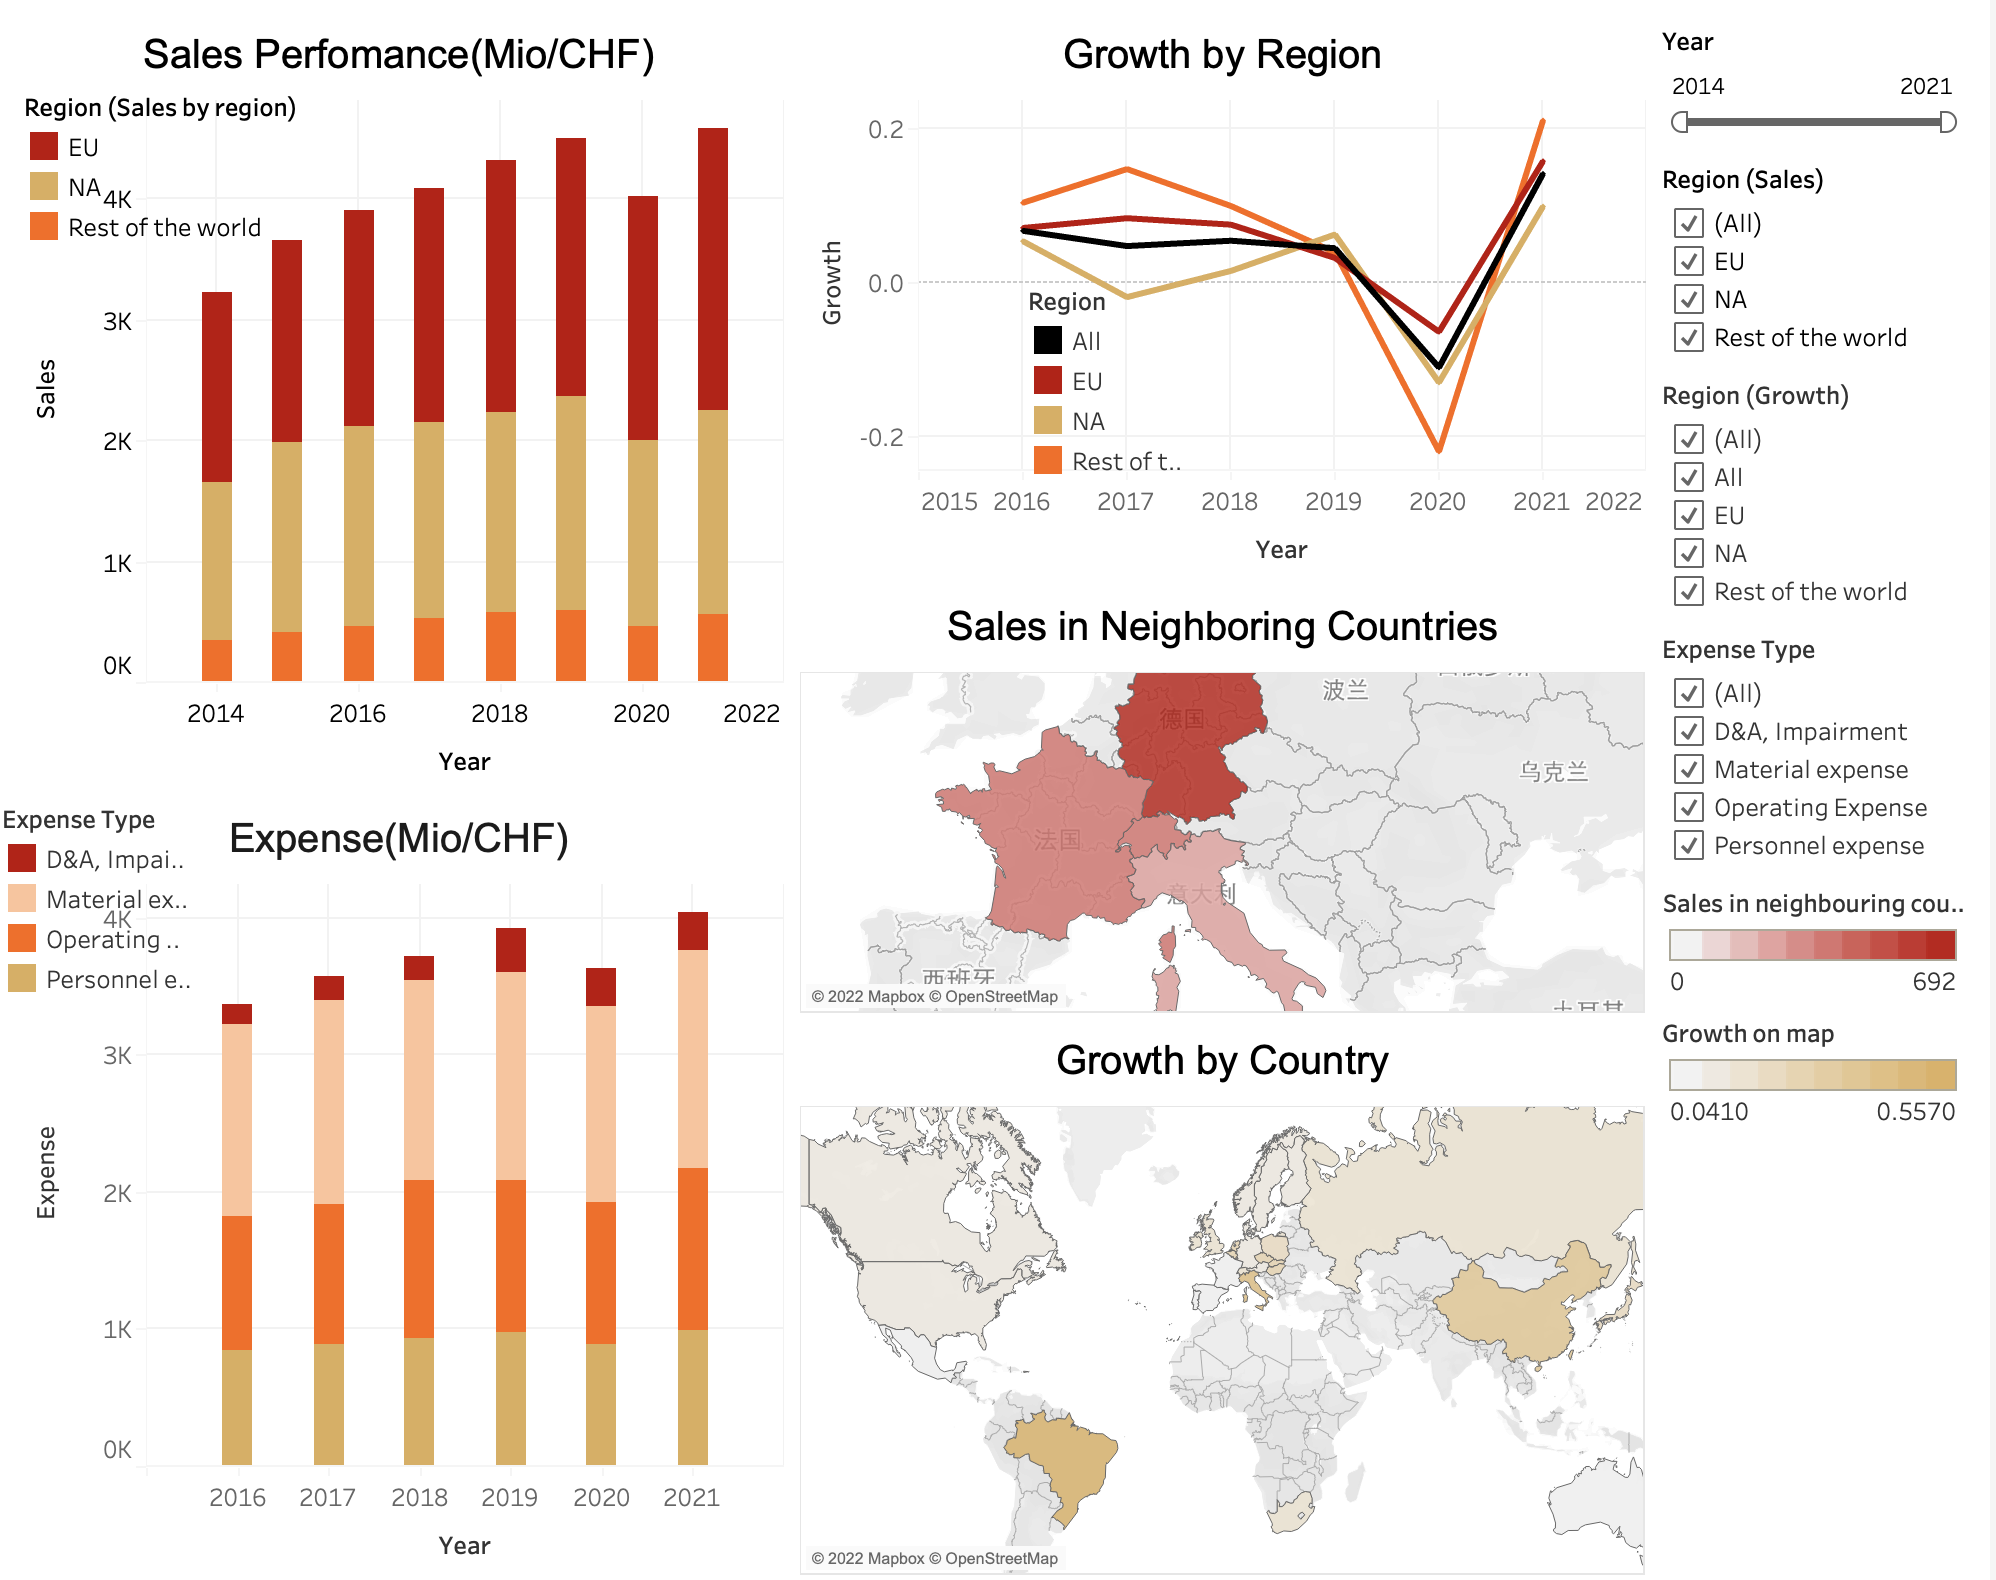 Sales Perfomance(Mio/CHF)
Region (Sales by region)
EU
NA
Rest of the world
4K
3K
2K
1K
0K
Sales
2014
2016
2018
2020
2022
Year
Growth by Region
0.2
0.0
-0.2
Growth
Region
All
EU
NA
Rest of t..
2015
2016
2017
2018
2019
2020
2021
2022
Year
Expense Type
D&A, Impai..
Material ex..
Operating ..
Personnel e..
Expense(Mio/CHF)
4K
3K
2K
1K
0K
Expense
2016
2017
2018
2019
2020
2021
Year
Sales in Neighboring Countries
波兰
德国
乌克兰
法国
意大利
西班牙
土耳其
© 2022 Mapbox © OpenStreetMap
Growth by Country
© 2022 Mapbox © OpenStreetMap
Year
2014
2021
Region (Sales)
(All)
EU
NA
Rest of the world
Region (Growth)
(All)
All
EU
NA
Rest of the world
Expense Type
(All)
D&A, Impairment
Material expense
Operating Expense
Personnel expense
Sales in neighbouring cou..
0
692
Growth on map
0.0410
0.5570